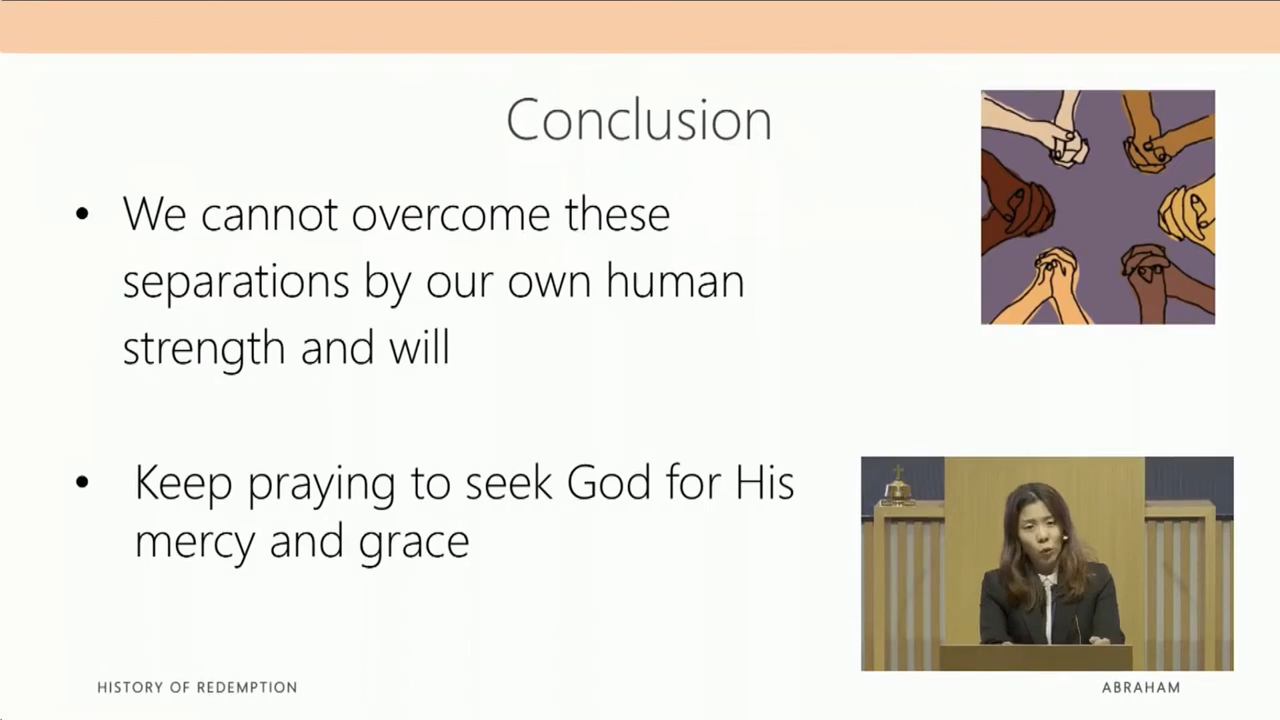 Conclusion
• We cannot overcome these
separations by our own human
strength and will
• Keep praying to seek God for His
mercy and grace
HISTORY OF REDEMPTION
ABRAHAM